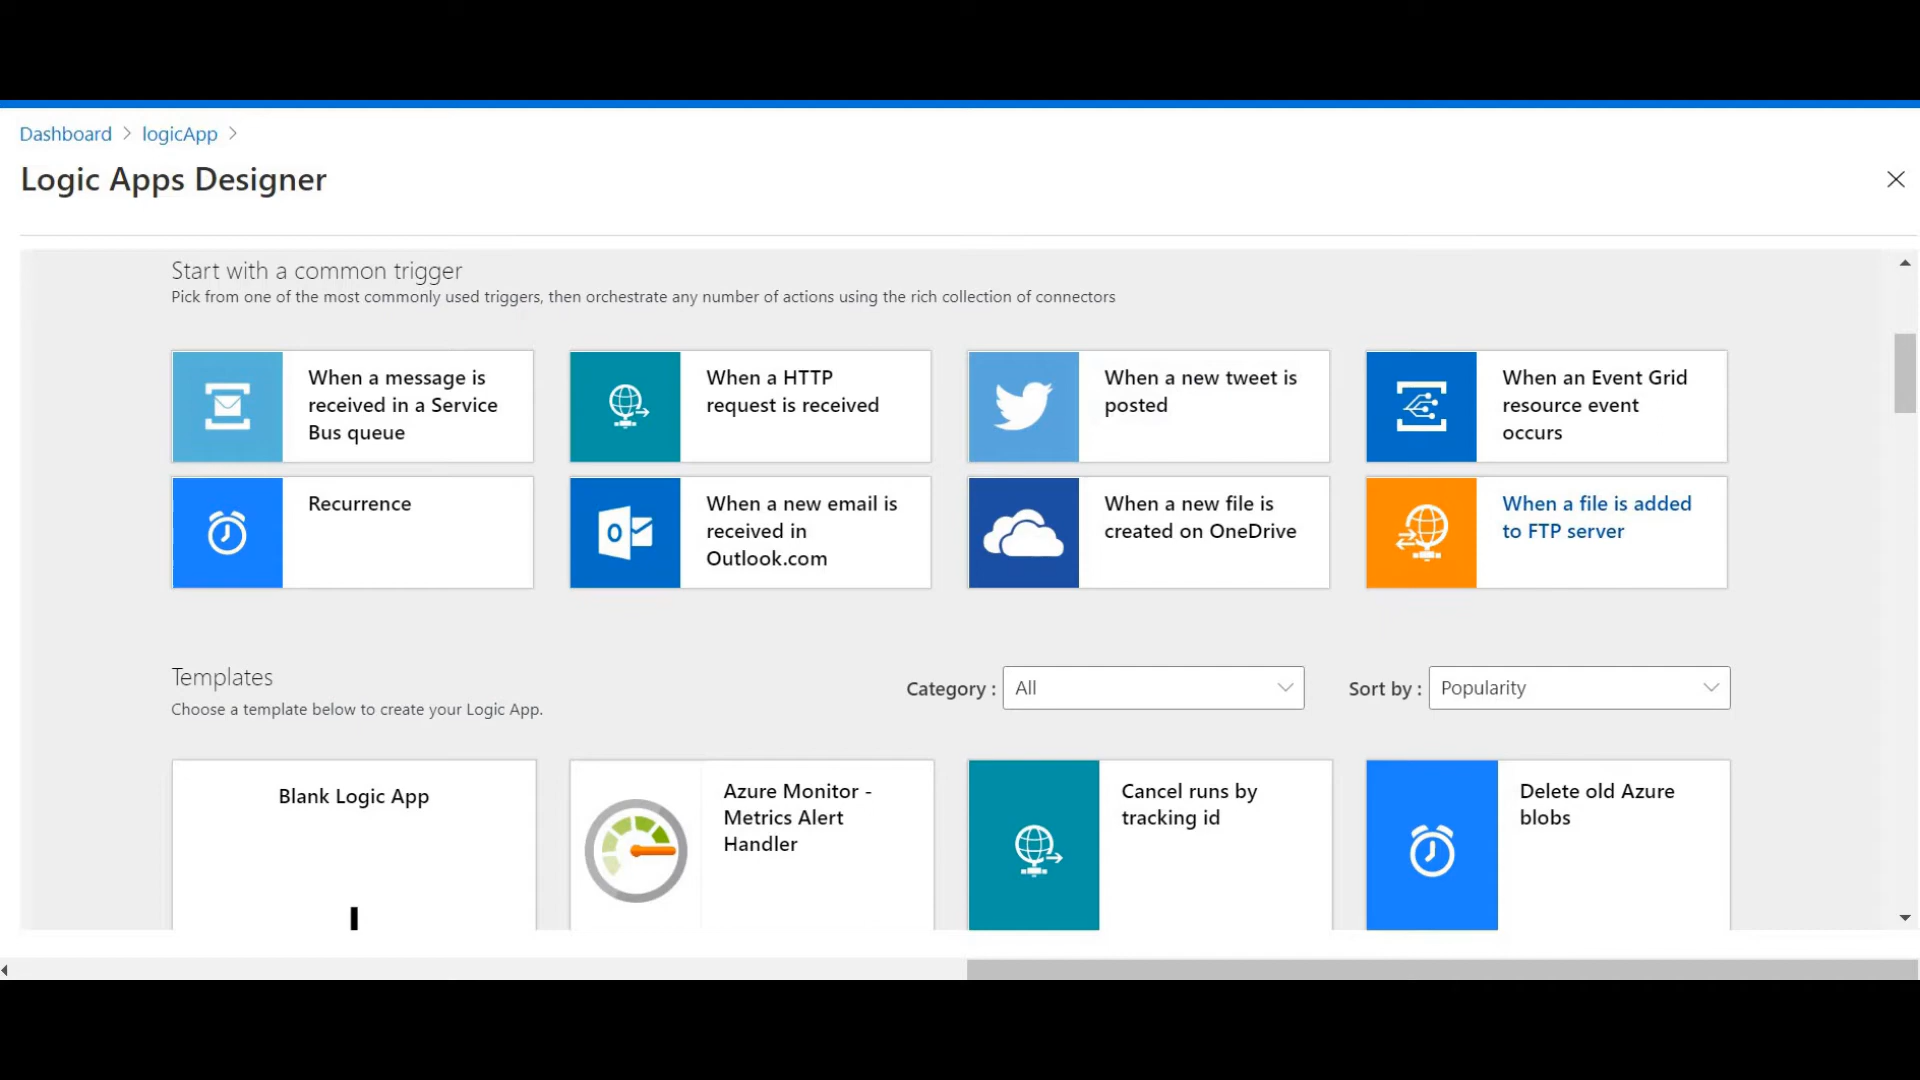 Dashboard > logicApp >
Logic Apps Designer
Start with a common trigger
Pick from one of the most commonly used triggers, then orchestrate any number of actions using the rich collection of connectors
When a message is
received in a Service
Bus queue
When a HTTP
request is received
When a new tweet is
posted
When an Event Grid
resource event
occurs
Recurrence
When a new email is
received in
Outlook.com
When a new file is
created on OneDrive
When a file is added
to FTP server
Templates
Choose a template below to create your Logic App.
Category : All
Sort by : Popularity
Blank Logic App
Azure Monitor -
Metrics Alert
Handler
Cancel runs by
tracking id
Delete old Azure
blobs